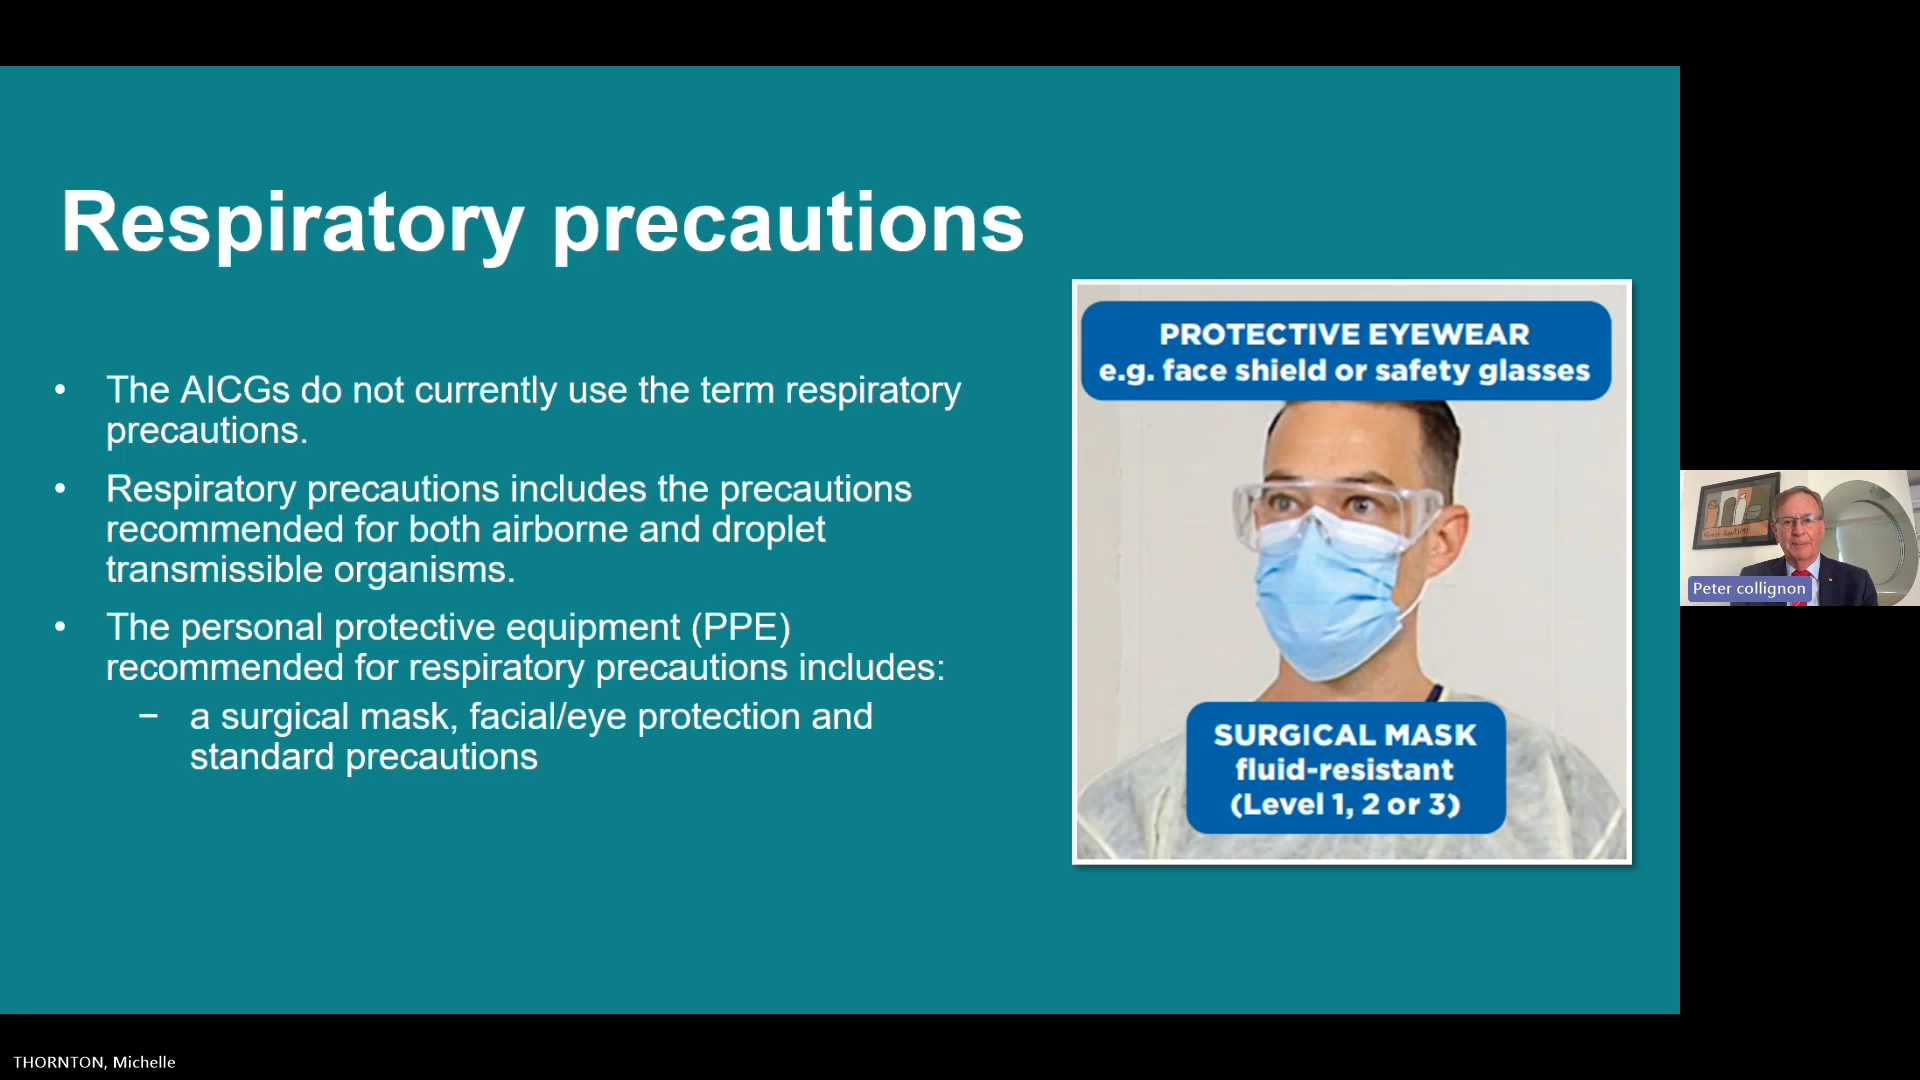 Respiratory precautions
• The AICGs do not currently use the term respiratory
precautions.
• Respiratory precautions includes the precautions
recommended for both airborne and droplet
transmissible organisms.
• The personal protective equipment (PPE)
recommended for respiratory precautions includes:
− a surgical mask, facial/eye protection and
standard precautions
PROTECTIVE EYEWEAR
e.g. face shield or safety glasses
SURGICAL MASK
fluid-resistant
(Level 1, 2 or 3)
Peter collignon
THORNTON, Michelle